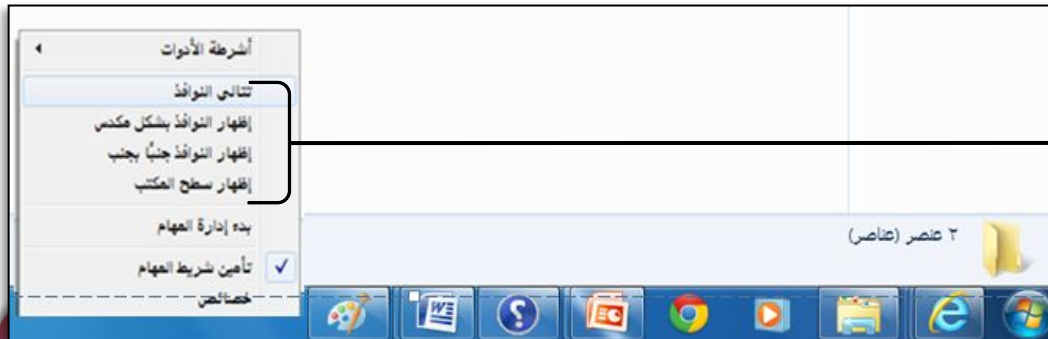 أشرطة الأدوات
تتالى النوافذ
إظهار النوافذ بشكل مكدس
إظهار النوافذ جنبًا بجنب
إظهار سطح المكتب
بدء إدارة المهام
تأمين شريط المهام
خصائص
٢ عنصر (عناصر)